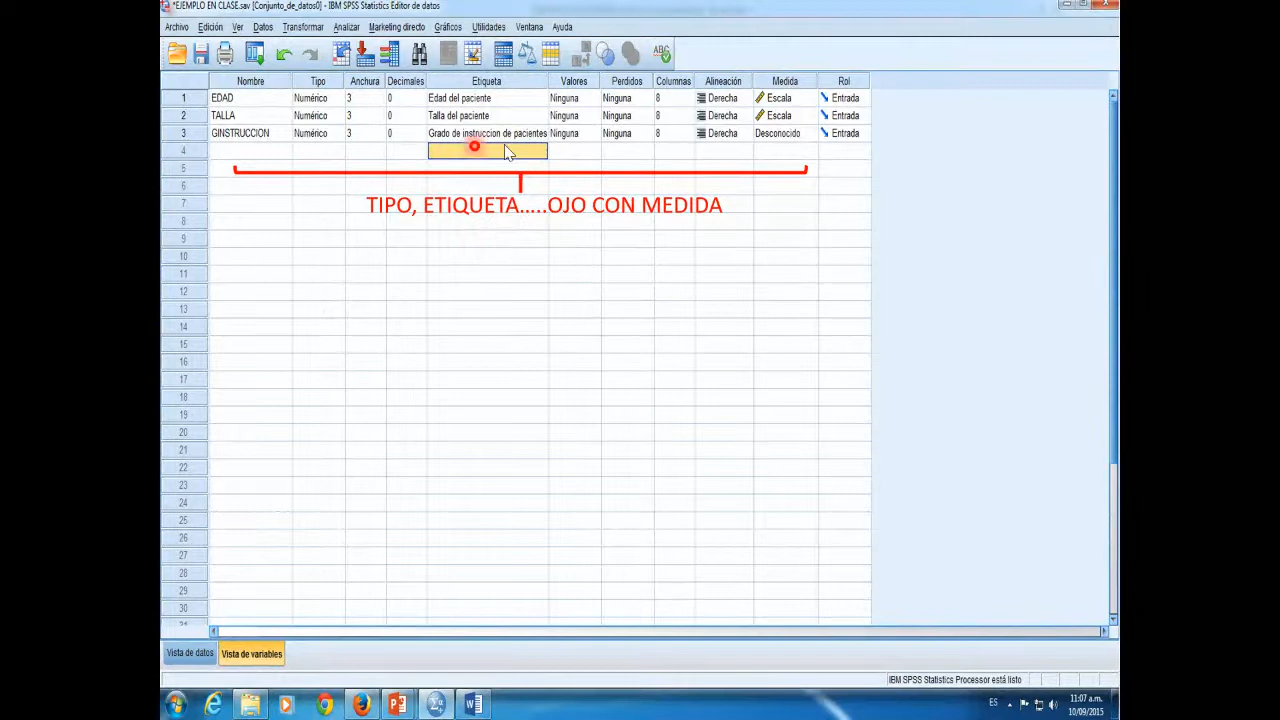 *EJEMPLO EN CLASE.sav [Conjunto_de_datos0] - IBM SPSS Statistics Editor de datos
Archivo Edición Ver Datos Transformar Analizar Marketing directo Gráficos Utilidades Ventana Ayuda
ABC
Nombre Tipo Anchura Decimales Etiqueta Valores Perdidos Columnas Alineación Medida Rol
1 EDAD Numérico 3 0 Edad del paciente Ninguna Ninguna 8 Derecha Escala Entrada
2 TALLA Numérico 3 0 Talla del paciente Ninguna Ninguna 8 Derecha Escala Entrada
3 GINSTRUCCION Numérico 3 0 Grado de instruccion de pacientes Ninguna Ninguna 8 Derecha Desconocido Entrada
4
5
6
7
TIPO, ETIQUETA.....OJO CON MEDIDA
8
9
10
11
12
13
14
15
16
17
18
19
20
21
22
23
24
25
26
27
28
29
30
31
Vista de datos Vista de variables
IBM SPSS Statistics Processor está listo
ES 11:07 a.m.
10/09/2015